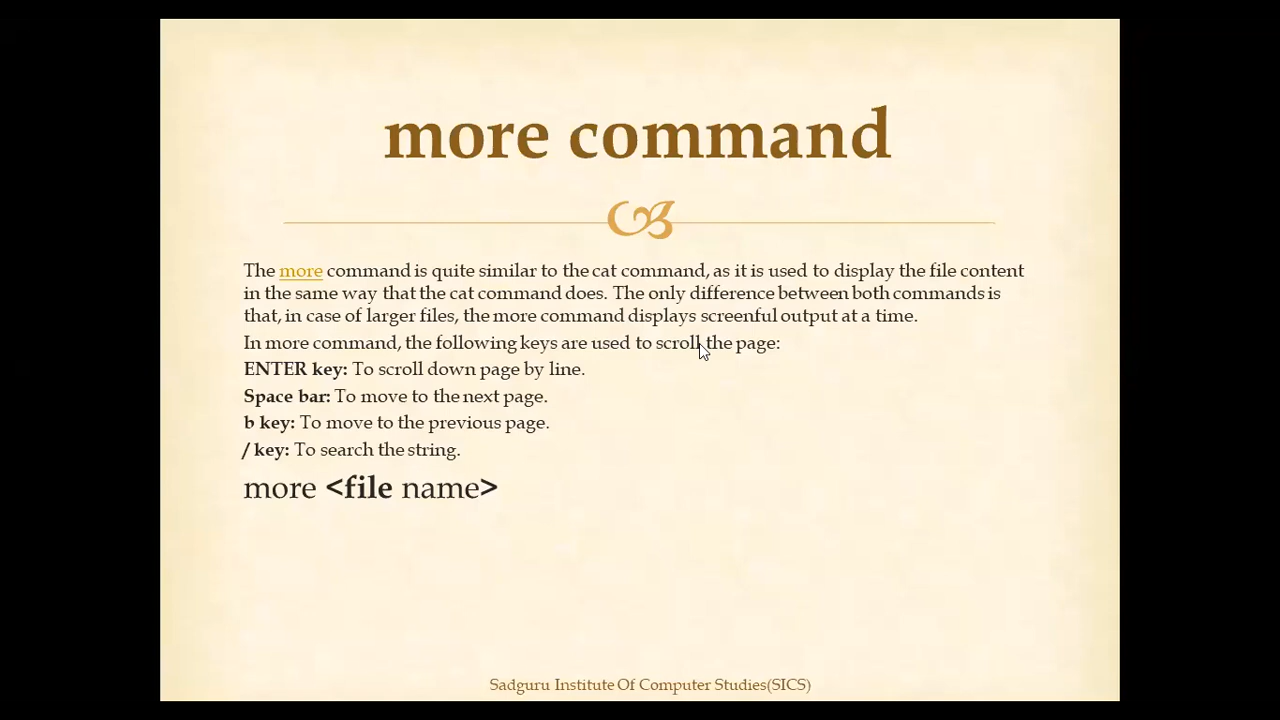 more command
The more command is quite similar to the cat command, as it is used to display the file content
in the same way that the cat command does. The only difference between both commands is
that, in case of larger files, the more command displays screenful output at a time.
In more command, the following keys are used to scroll the page:
ENTER key: To scroll down page by line.
Space bar: To move to the next page.
b key: To move to the previous page.
/ key: To search the string.
more <file name>
Sadguru Institute Of Computer Studies(SICS)